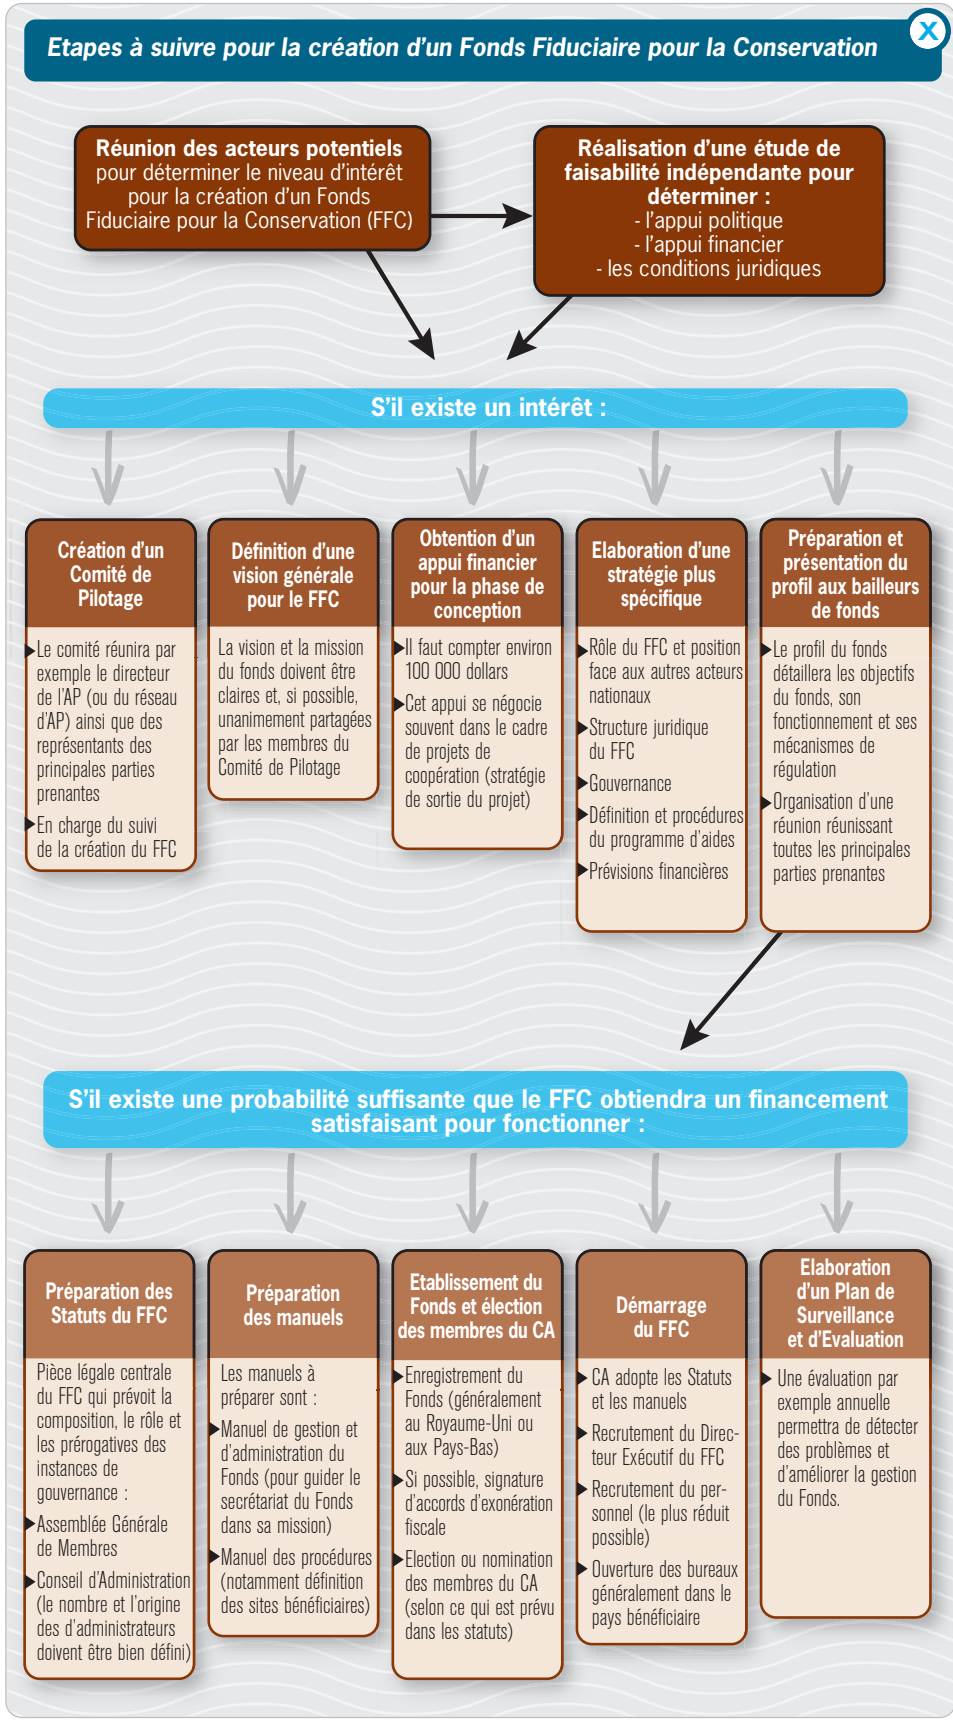 Etapes à suivre pour la création d'un Fonds Fiduciaire pour la Conservation
X
Réunion des acteurs potentiels
pour déterminer le niveau d'intérêt
pour la création d'un Fonds
Fiduciaire pour la Conservation (FFC)
Réalisation d'une étude de
faisabilité indépendante pour
déterminer :
- l'appui politique
- l'appui financier
- les conditions juridiques
S'il existe un intérêt :
Création d'un
Comité de
Pilotage
Le comité réunira par
exemple le directeur
de l'AP (ou du réseau
d'AP) ainsi que des
représentants des
principales parties
prenantes
En charge du suivi
de la création du FFC
Définition d'une
vision générale
pour le FFC
La vision et la mission
du fonds doivent être
claires et, si possible,
unanimement partagées
par les membres du
Comité de Pilotage
Obtention d'un
appui financier
pour la phase de
conception
Il faut compter environ
100 000 dollars
Cet appui se négocie
souvent dans le cadre
de projets de
coopération (stratégie
de sortie du projet)
Elaboration d'une
stratégie plus
spécifique
Rôle du FFC et position
face aux autres acteurs
nationaux
Structure juridique
du FFC
Gouvernance
Définition et procédures
du programme d'aides
Prévisions financières
Préparation et
présentation du
profil aux bailleurs
de fonds
Le profil du fonds
détaillera les objectifs
du fonds, son
fonctionnement et ses
mécanismes de
régulation
Organisation d'une
réunion réunissant
toutes les principales
parties prenantes
S'il existe une probabilité suffisante que le FFC obtiendra un financement
satisfaisant pour fonctionner :
Préparation des
Statuts du FFC
Pièce légale centrale
du FFC qui prévoit la
composition, le rôle et
les prérogatives des
instances de
gouvernance :
Assemblée Générale
de Membres
Conseil d'Administration
(le nombre et l'origine
des d'administrateurs
doivent être bien défini)
Préparation
des manuels
Les manuels à
préparer sont :
Manuel de gestion et
d'administration du
Fonds (pour guider le
secrétariat du Fonds
dans sa mission)
Manuel des procédures
(notamment définition
des sites bénéficiaires)
Etablissement du
Fonds et élection
des membres du CA
Enregistrement du
Fonds (généralement
au Royaume-Uni ou
aux Pays-Bas)
Si possible, signature
d'accords d'exonération
fiscale
Election ou nomination
des membres du CA
(selon ce qui est prévu
dans les statuts)
Démarrage
du FFC
CA adopte les Statuts
et les manuels
Recrutement du Direc-
teur Exécutif du FFC
Recrutement du per-
sonnel (le plus réduit
possible)
Ouverture des bureaux
généralement dans le
pays bénéficiaire
Elaboration
d'un Plan de
Surveillance
et d'Evaluation
Une évaluation par
exemple annuelle
permettra de détecter
des problèmes et
d'améliorer la gestion
du Fonds.